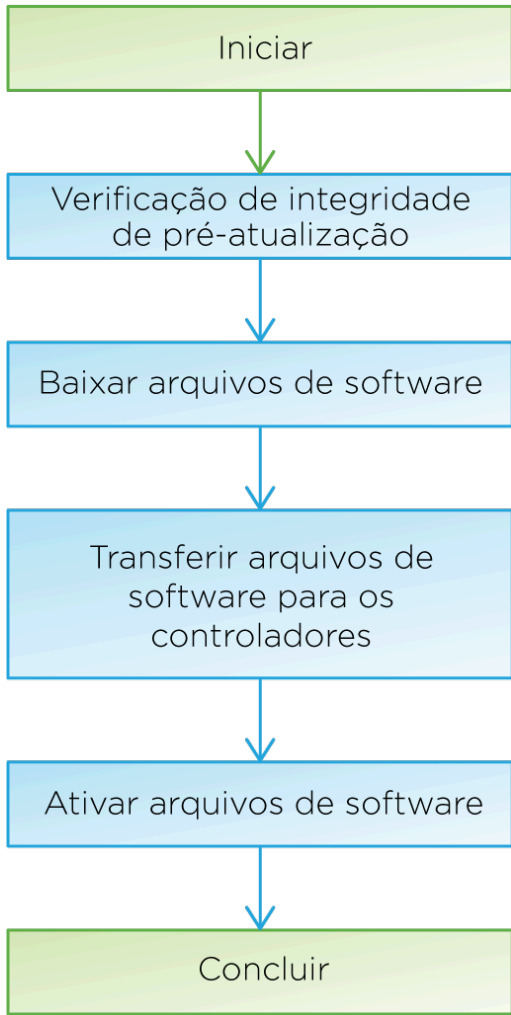 Iniciar
Verificação de integridade
de pré-atualização
Baixar arquivos de software
Transferir arquivos de
software para os
controladores
Ativar arquivos de software
Concluir